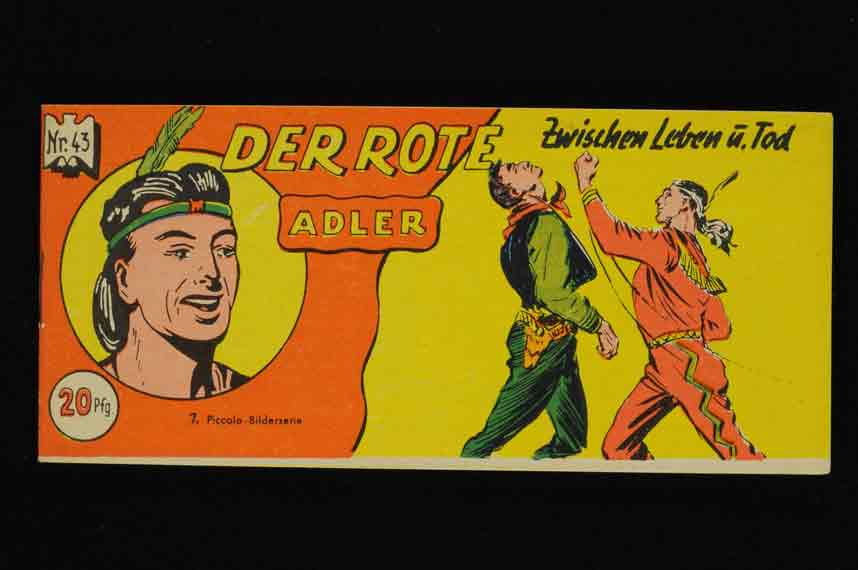 Nr. 43
DER ROTE
ADLER
Zwischen Leben u. Tod
20 Pfg.
7. Piccolo-Bilderserie